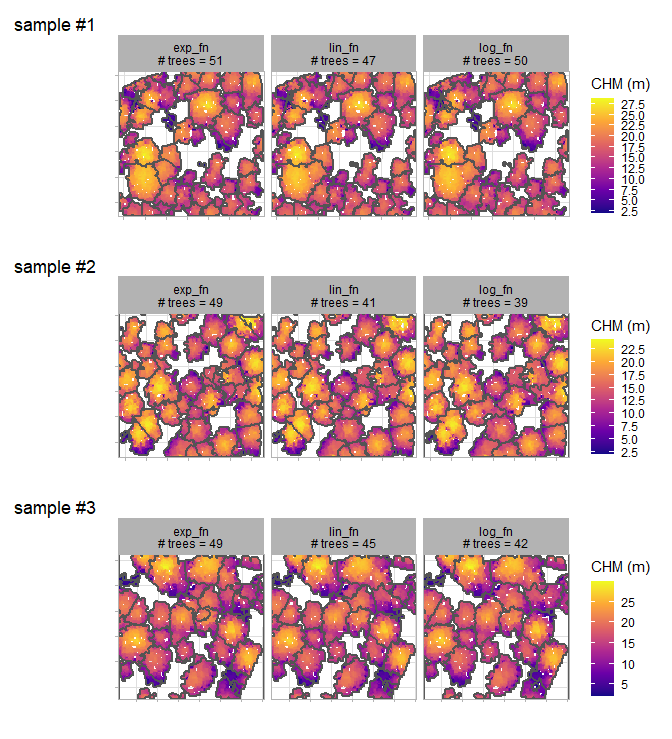 sample #1
exp_fn
# trees = 51
lin_fn
# trees = 47
log_fn
# trees = 50
CHM (m)
27.5
25.0
22.5
20.0
17.5
15.0
12.5
10.0
7.5
5.0
2.5
sample #2
exp_fn
# trees = 49
lin_fn
# trees = 41
log_fn
# trees = 39
CHM (m)
22.5
20.0
17.5
15.0
12.5
10.0
7.5
5.0
2.5
sample #3
exp_fn
# trees = 49
lin_fn
# trees = 45
log_fn
# trees = 42
CHM (m)
25
20
15
10
5